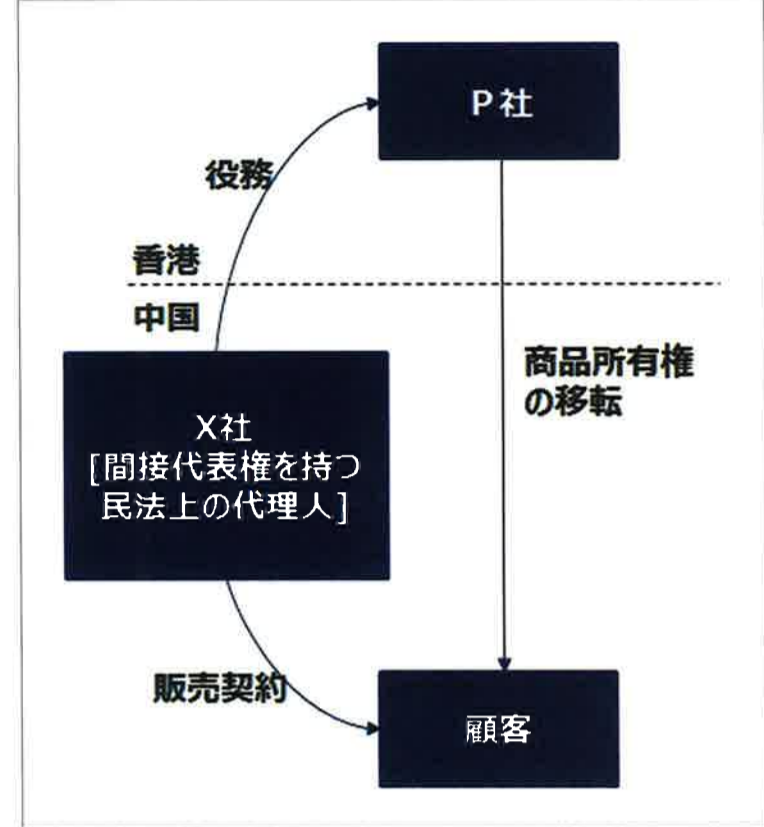 P社
役務
香港
中国
商品所有権
の移転
X社
[間接代表権を持つ
民法上の代理人]
販売契約
顧客